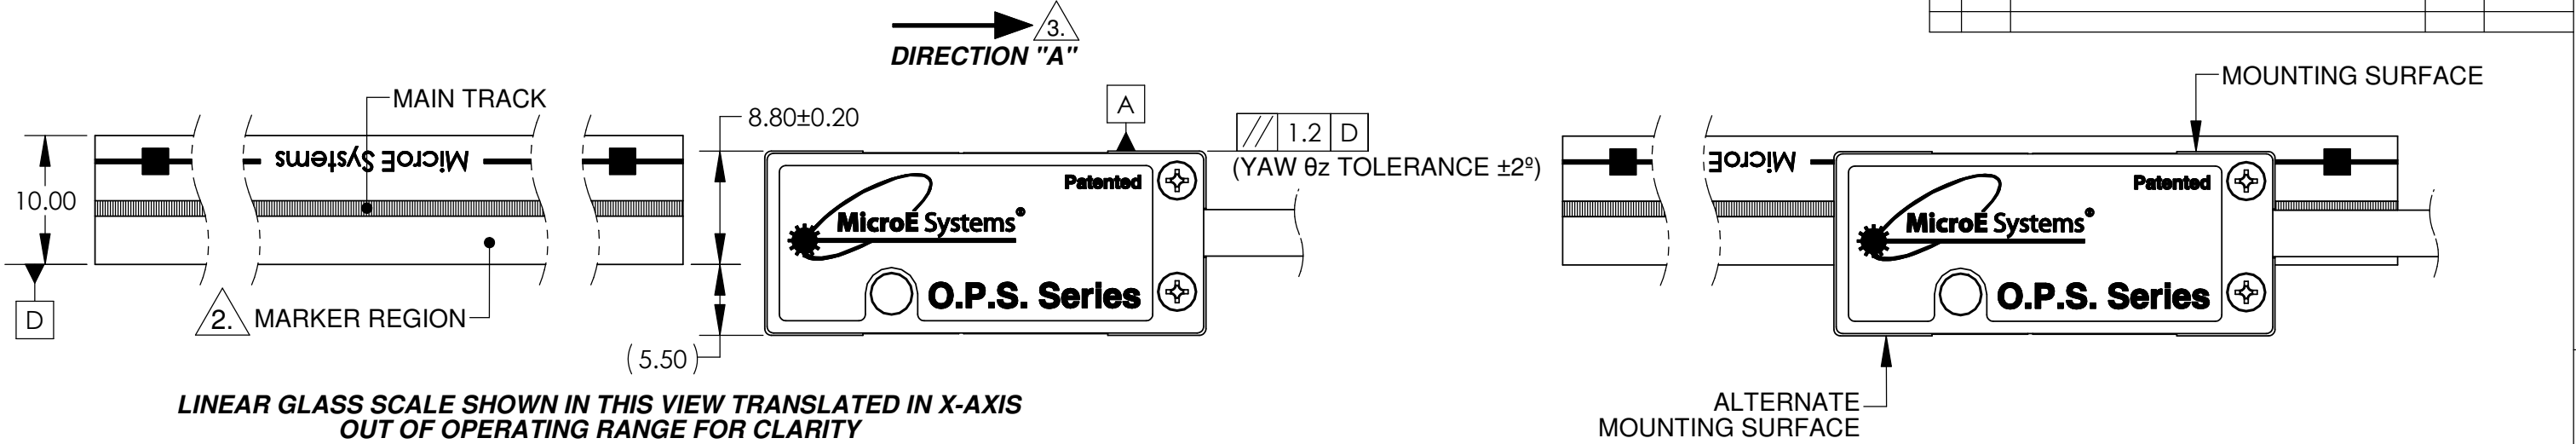 3.
DIRECTION "A"
MOUNTING SURFACE
MAIN TRACK
8.80±0.20
A
// 1.2 D
(YAW θz TOLERANCE ±2º)
MicroE Systems
MicroE
10.00
Patented
MicroE Systems®
O.P.S. Series
Patented
MicroE Systems®
O.P.S. Series
D
2. MARKER REGION
(5.50)
LINEAR GLASS SCALE SHOWN IN THIS VIEW TRANSLATED IN X-AXIS
OUT OF OPERATING RANGE FOR CLARITY
ALTERNATE
MOUNTING SURFACE